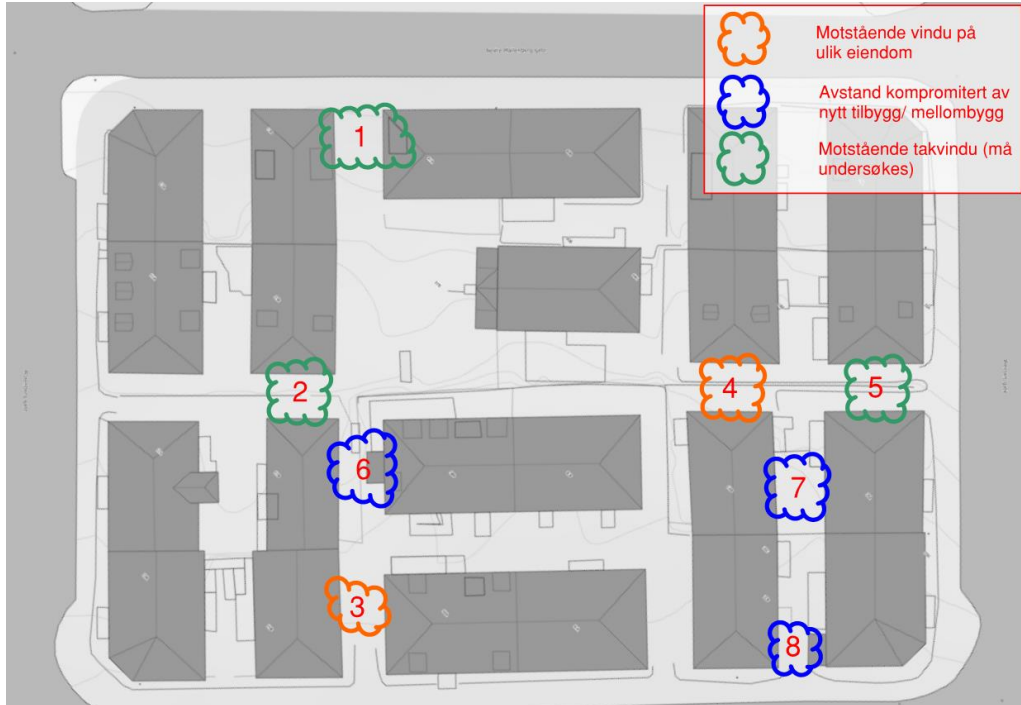 Motstående vindu på
ulik eiendom
Avstand kompromitert av
nytt tilbygg/ mellombygg
Motstående takvindu (må
undersøkes)
1
2
4
5
6
7
3
8